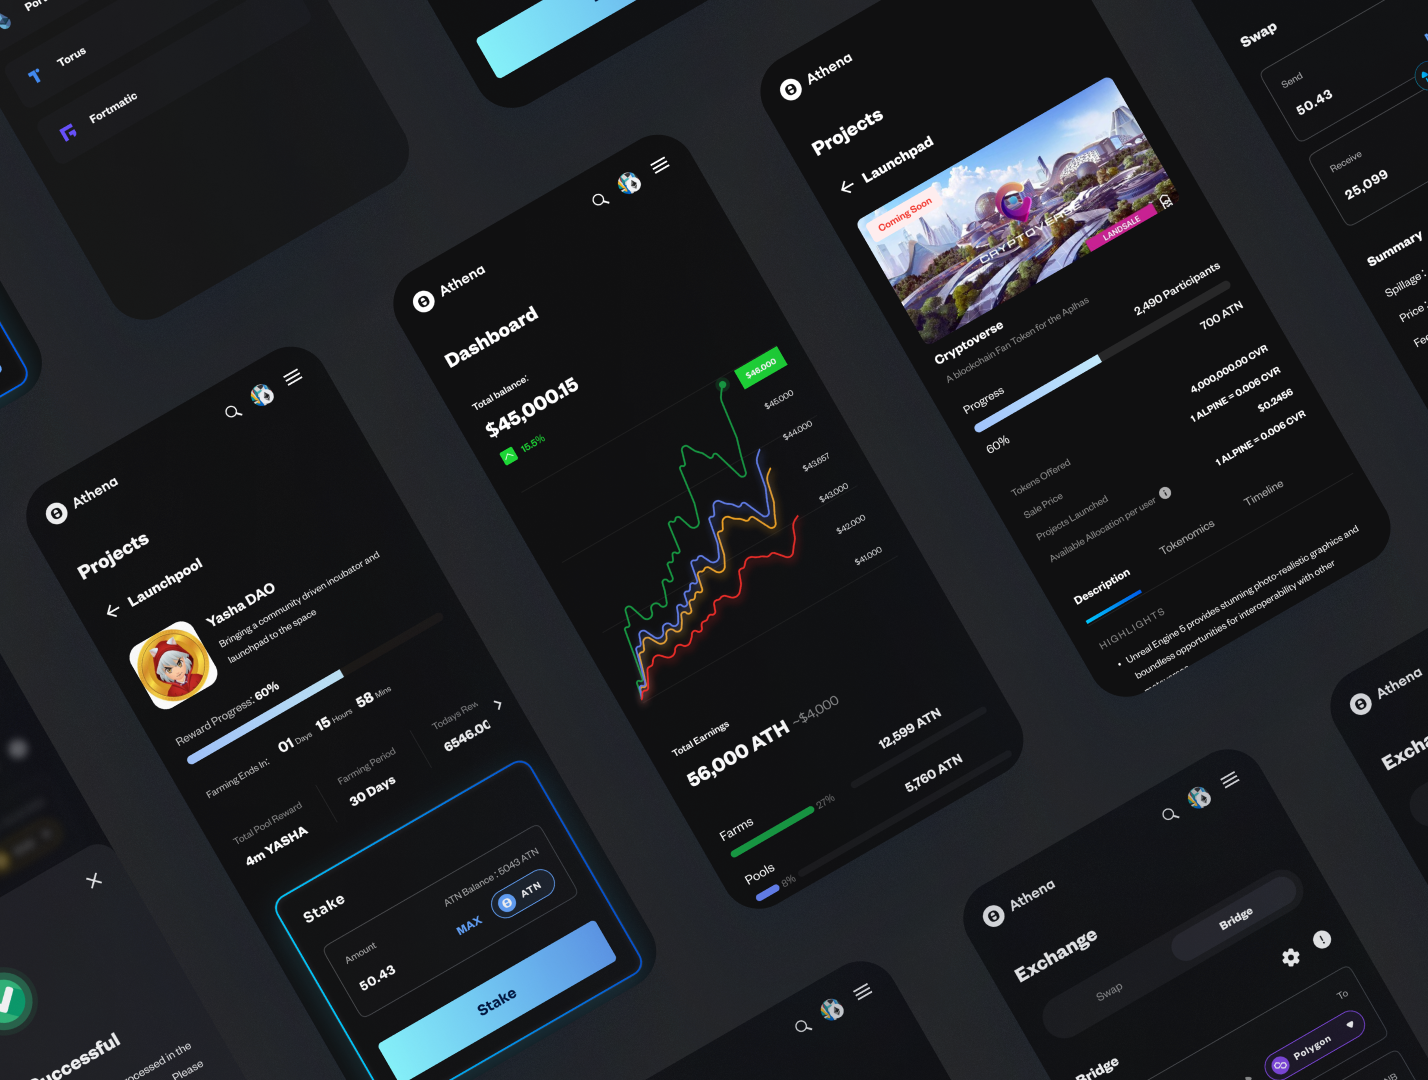 Torus
Fortmatic
Athena
Projects
Launchpool
Yasha DAO
Bringing a community driven incubator and
launchpad to the space
Reward Progress: 60%
Farming Ends In: 01 Days 15 Hours 58 Mins
Total Pool Reward
4m YASHA
Farming Period
30 Days
Todays Rew
6546.00
Stake
ATN Balance : 5043 ATN
Amount
50.43
MAX
ATN
Stake
Athena
Dashboard
Total balance:
$45,000.15
15.5%
$46.000
$45.000
$44.000
$43.657
$43.000
$42.000
$41.000
Total Earnings
56,000 ATH ~$4,000
Farms
12,599 ATN
27%
Pools
5,760 ATN
8%
Athena
Projects
Launchpad
Coming Soon
CRYPTOVERSE
LANDSALE
Cryptoverse
A blockchain Fan Token for the Aplhas
2,490 Participants
Progress
700 ATN
60%
Tokens Offered
4,000,000.00 CVR
Sale Price
1 ALPINE = 0.006 CVR
Projects Launched
$0.2456
Available Allocation per user
1 ALPINE = 0.006 CVR
Description
Tokenomics
Timeline
HIGHLIGHTS
• Unreal Engine 5 provides stunning photo-realistic graphics and
boundless opportunities for interoperability with other
Swap
Send
50.43
Receive
25,099
Summary
Spillage :
Price :
Fee
Athena
Exchange
Swap
Bridge
Bridge
To
Polygon
Athena